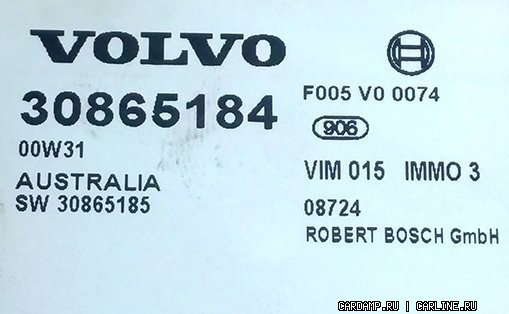 VOLVO
30865184
00W31
AUSTRALIA
SW 30865185
F005 V0 0074
906
VIM 015 IMMO 3
08724
ROBERT BOSCH GmbH
CARDAMP.RU | CARLINE.RU